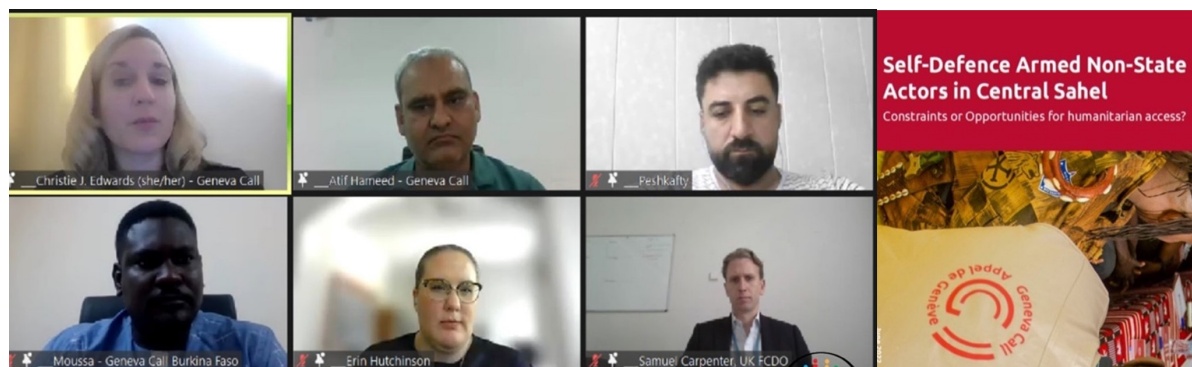 __Christie J. Edwards (she/her) - Geneva Call
__Atif Hameed - Geneva Call
__Peshkafty
__Moussa - Geneva Call Burkina Faso
__Erin Hutchinson
__Samuel Carpenter, UK FCDO
Self-Defence Armed Non-State
Actors in Central Sahel
Constraints or Opportunities for humanitarian access?
Geneva Call
Appel de Genève